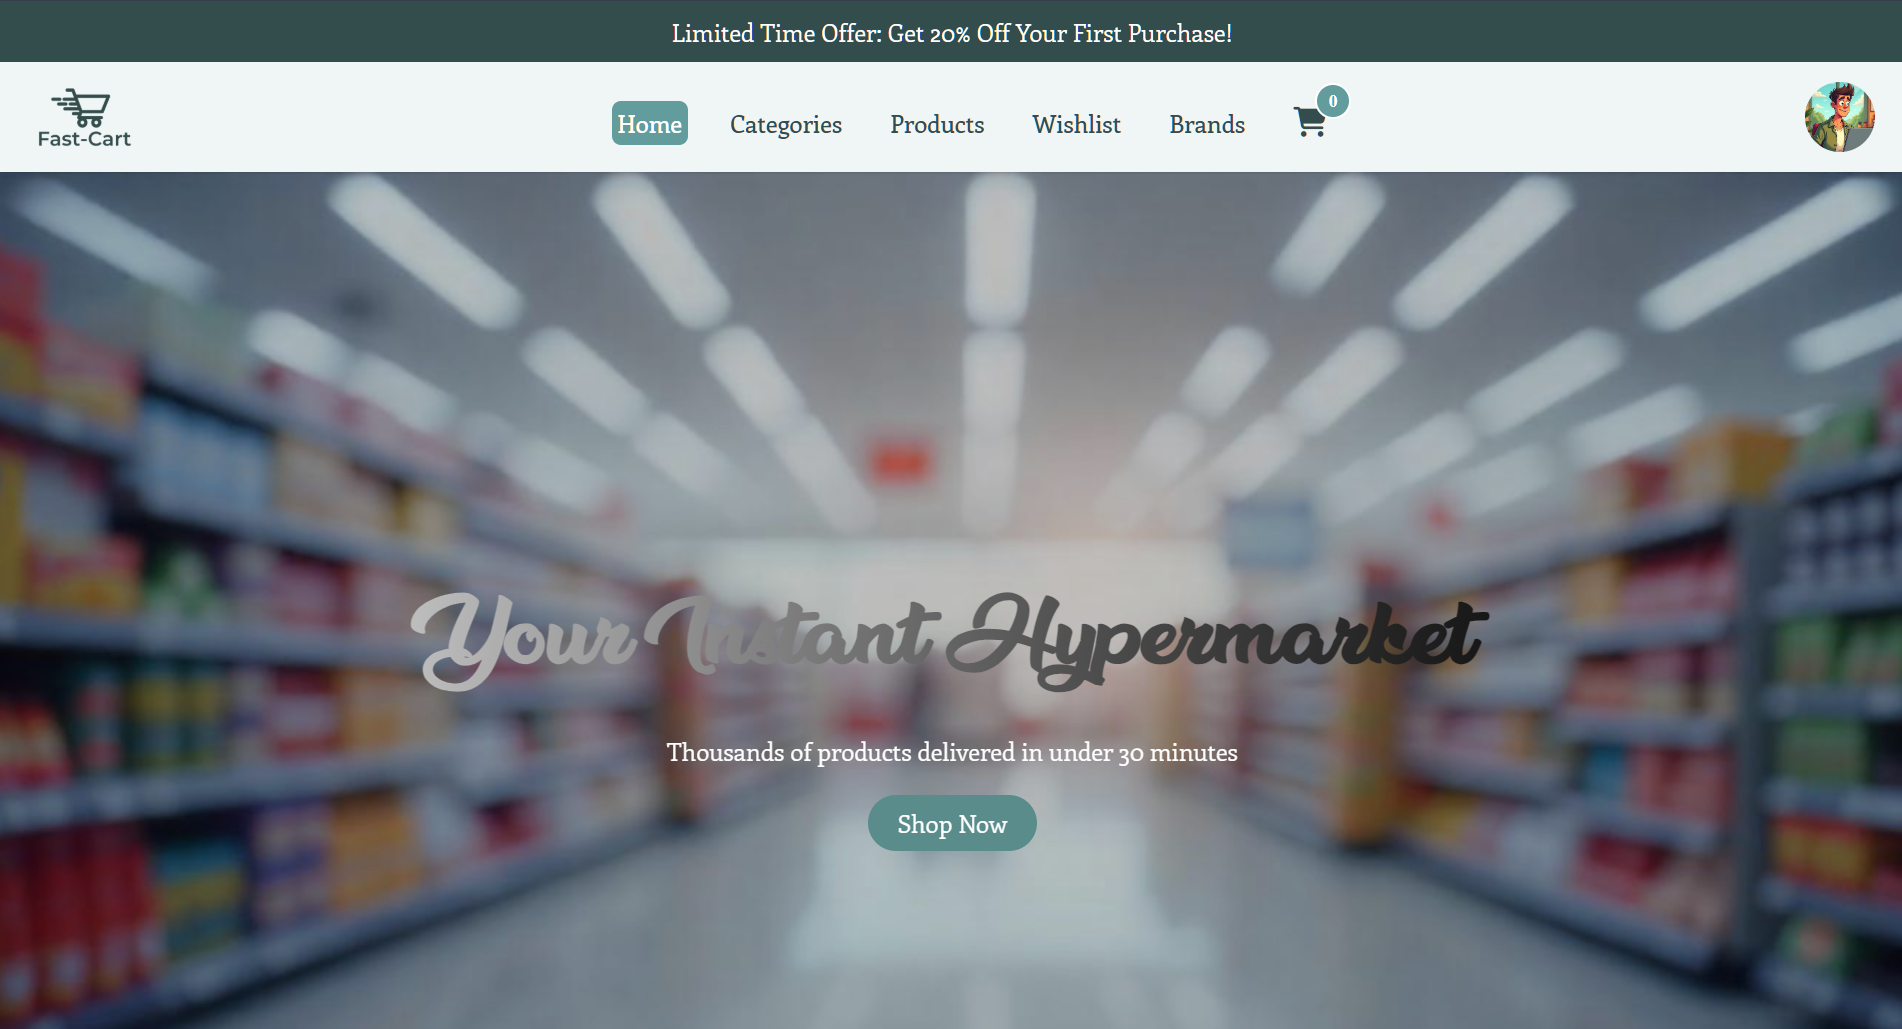 Limited Time Offer: Get 20% Off Your First Purchase!
Fast-Cart
Home Categories Products Wishlist Brands 0
Your Instant Hypermarket
Thousands of products delivered in under 30 minutes
Shop Now